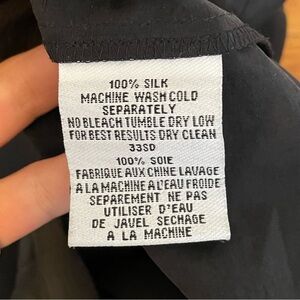 100% SILK
MACHINE WASH COLD
SEPARATELY
NO BLEACH TUMBLE DRY LOW
FOR BEST RESULTS DRY CLEAN
33SD
100% SOIE
FABRIQUE AUX CHINE LAVAGE
A LA MACHINE A L'EAU FROIDE
SEPAREMENT NE PAS
UTILISER D'EAU
DE JAVEL SECHAGE
A LA MACHINE